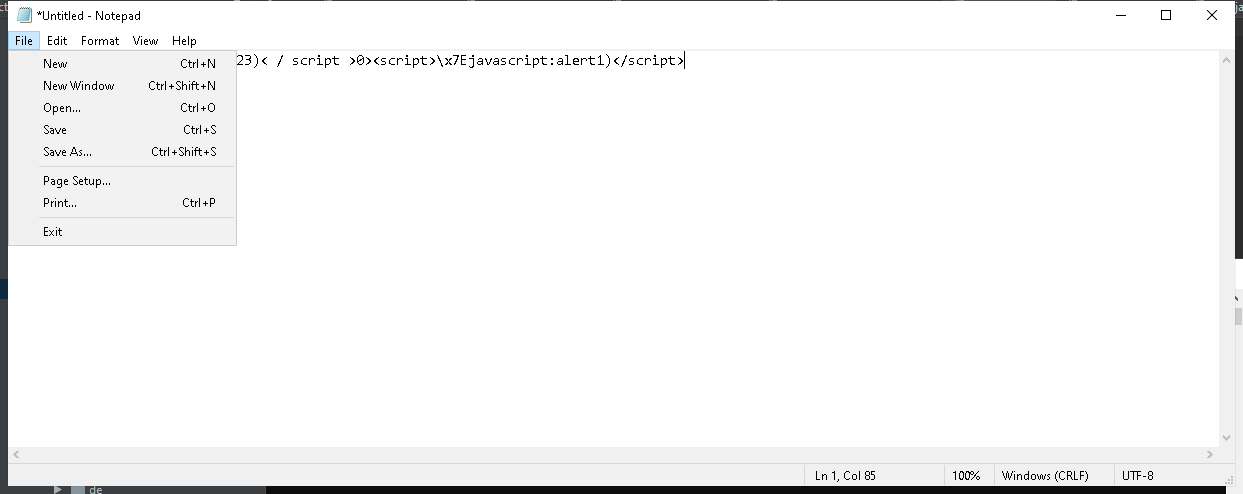 *Untitled - Notepad
File Edit Format View Help
23)< / script >0><script>\x7Ejavascript:alert1)</script>
New Ctrl+N
New Window Ctrl+Shift+N
Open... Ctrl+O
Save Ctrl+S
Save As... Ctrl+Shift+S
Page Setup...
Print... Ctrl+P
Exit
Ln 1, Col 85 100% Windows (CRLF) UTF-8
de